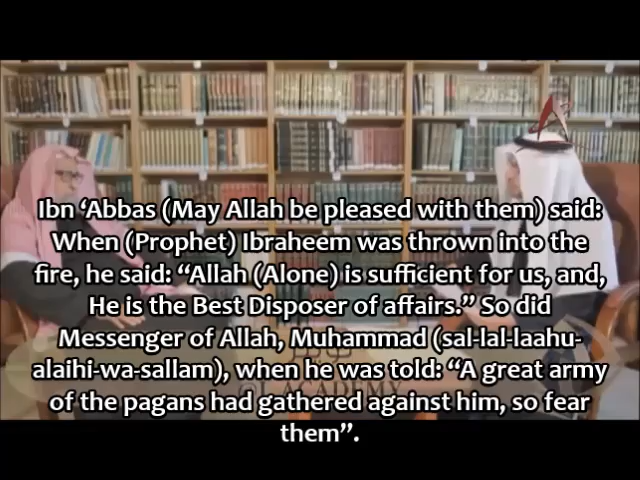 Ibn ‘Abbas (May Allah be pleased with them) said:
When (Prophet) Ibraheem was thrown into the
fire, he said: “Allah (Alone) is sufficient for us, and,
He is the Best Disposer of affairs.” So did
Messenger of Allah, Muhammad (sal-lal-laahu-
alaihi-wa-sallam), when he was told: “A great army
of the pagans had gathered against him, so fear
them”.
ACADEMY